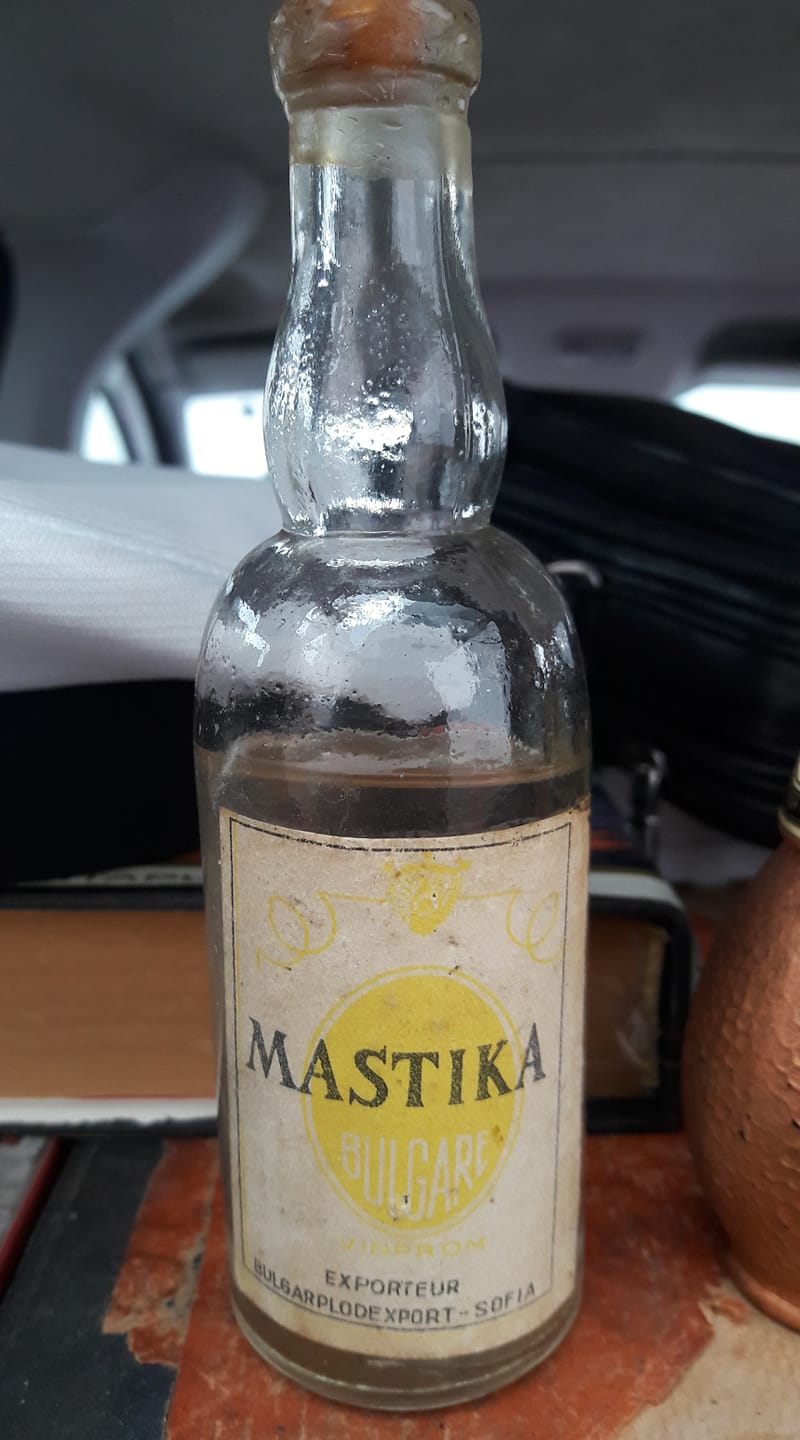 MASTIKA
BULGARE
VINPROM
EXPORTEUR
BULGARPLODEXPORT-SOFIA